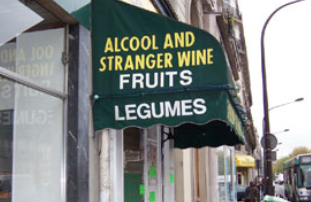 ALCOOL AND
STRANGER WINE
FRUITS
LEGUMES